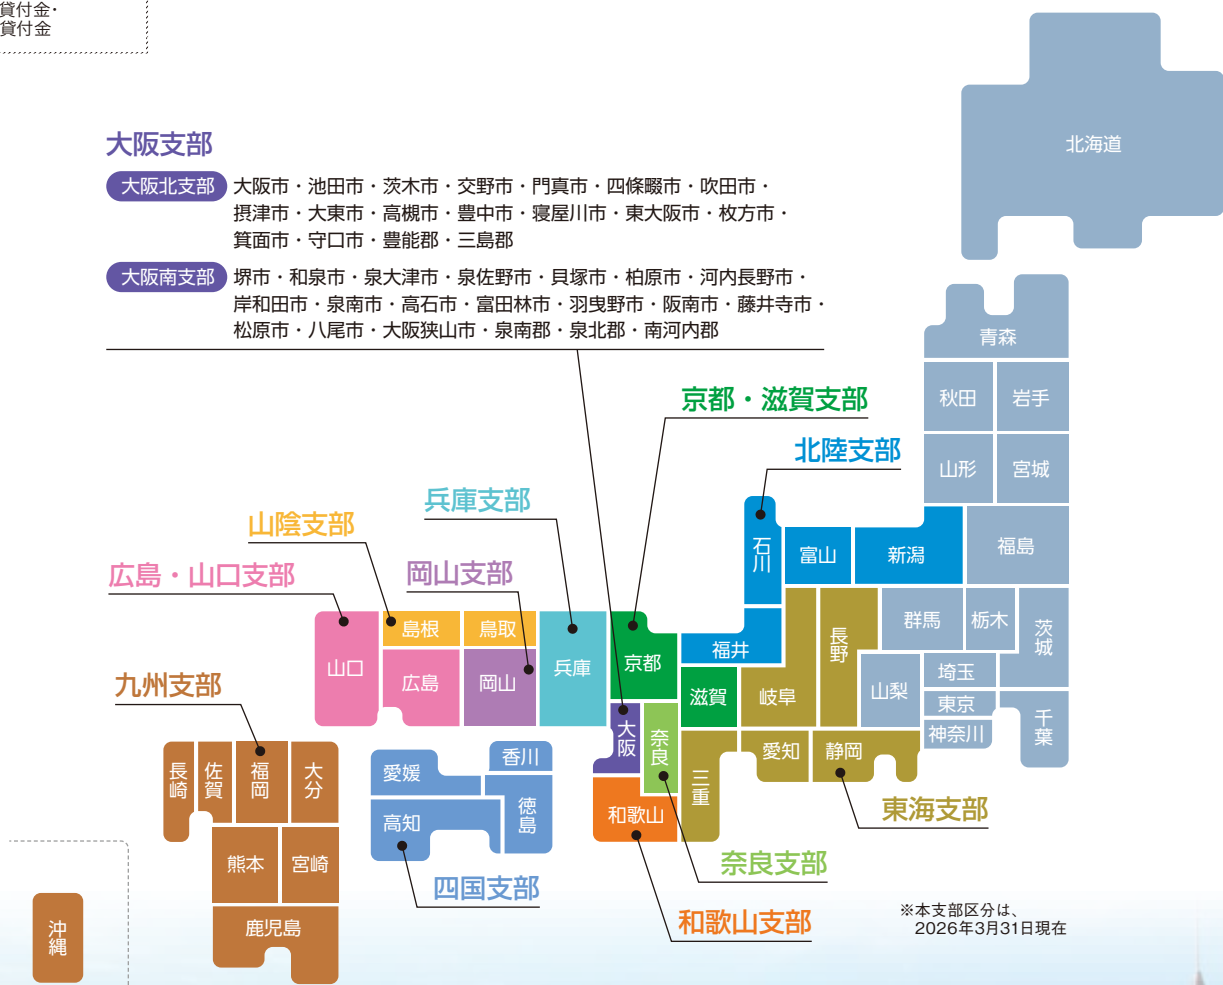 貸付金・
貸付金
大阪支部
大阪北支部 大阪市・池田市・茨木市・交野市・門真市・四條畷市・吹田市・
摂津市・大東市・高槻市・豊中市・寝屋川市・東大阪市・枚方市・
箕面市・守口市・豊能郡・三島郡
大阪南支部 堺市・和泉市・泉大津市・泉佐野市・貝塚市・柏原市・河内長野市・
岸和田市・泉南市・高石市・富田林市・羽曳野市・阪南市・藤井寺市・
松原市・八尾市・大阪狭山市・泉南郡・泉北郡・南河内郡
北海道
青森
秋田
岩手
山形
宮城
福島
京都・滋賀支部
北陸支部
兵庫支部
山陰支部
岡山支部
広島・山口支部
九州支部
石川
富山
新潟
福井
群馬
栃木
茨城
長野
埼玉
山梨
東京
神奈川
千葉
山口
島根
鳥取
広島
岡山
兵庫
京都
滋賀
岐阜
大阪
奈良
三重
愛知
静岡
和歌山
東海支部
奈良支部
和歌山支部
長崎
佐賀
福岡
大分
熊本
宮崎
鹿児島
沖縄
愛媛
香川
高知
徳島
四国支部
※本支部区分は、
2026年3月31日現在